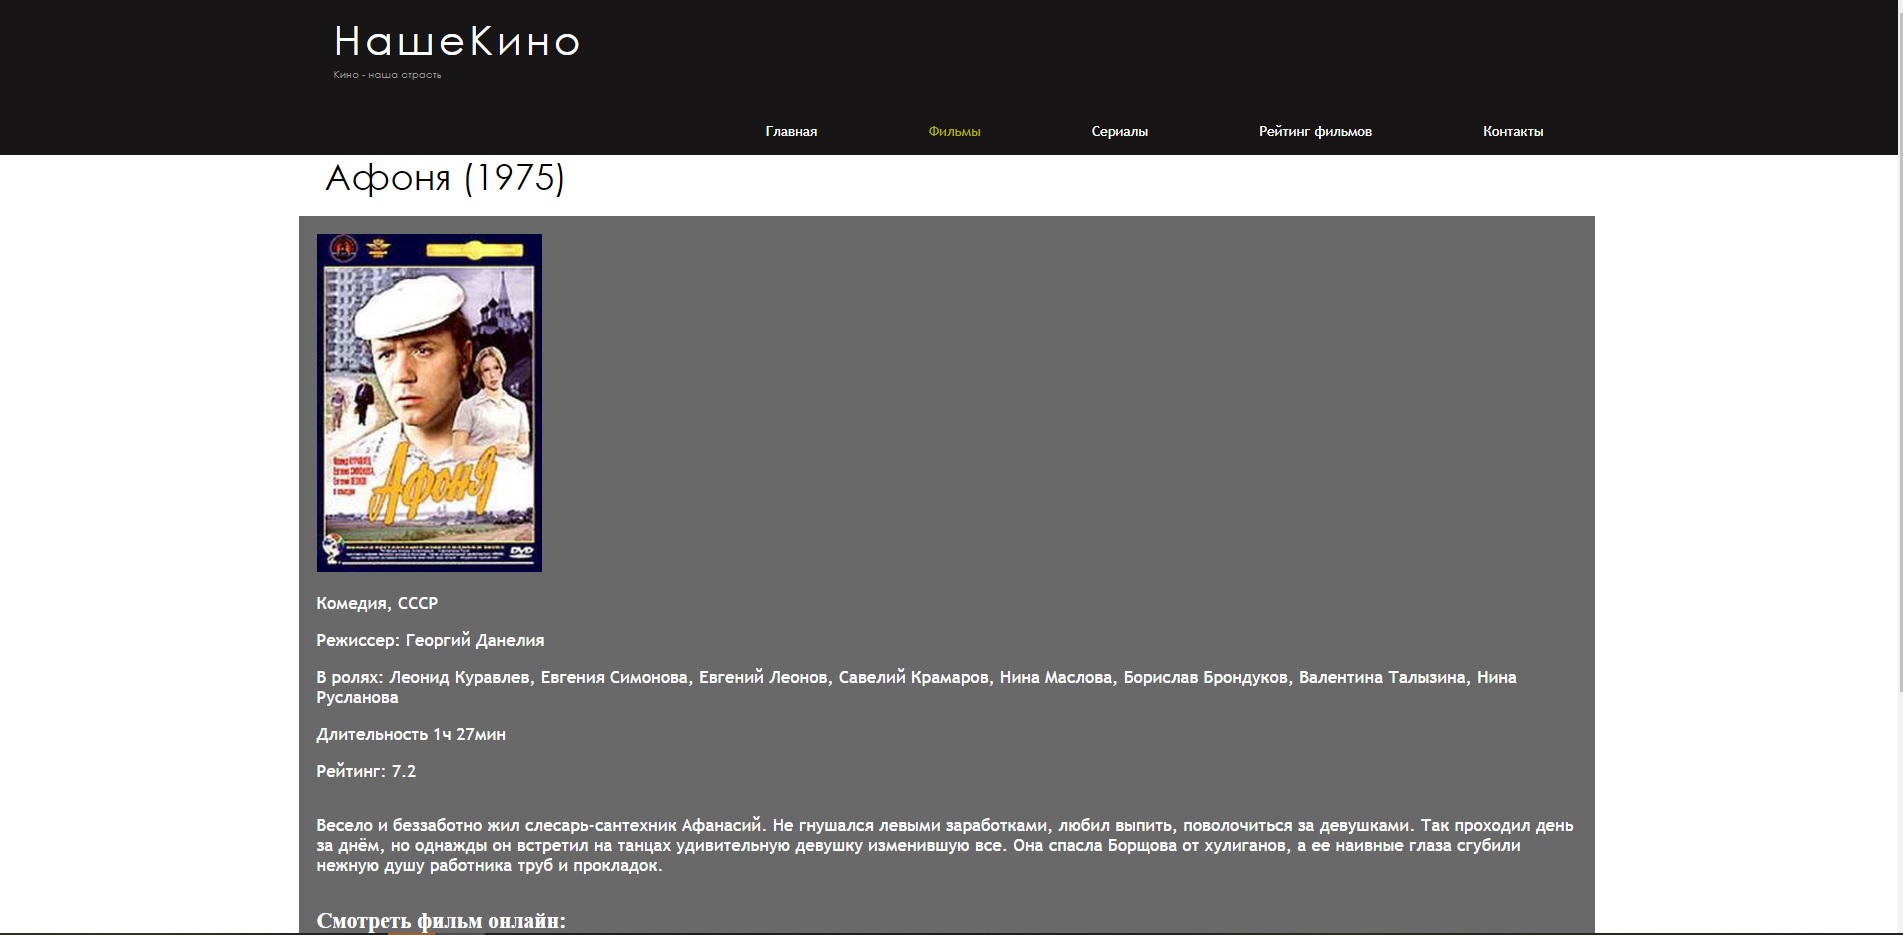 НашеКино
Кино - наша страсть
Главная
Фильмы
Сериалы
Рейтинг фильмов
Контакты
Афоня (1975)
Афоня
DVD
Комедия, СССР
Режиссер: Георгий Данелия
В ролях: Леонид Куравлев, Евгения Симонова, Евгений Леонов, Савелий Крамаров, Нина Маслова, Борислав Брондуков, Валентина Талызина, Нина
Русланова
Длительность 1ч 27мин
Рейтинг: 7.2
Весело и беззаботно жил слесарь-сантехник Афанасий. Не гнушался левыми заработками, любил выпить, поволочиться за девушками. Так проходил день
за днём, но однажды он встретил на танцах удивительную девушку изменившую все. Она спасла Борщова от хулиганов, а ее наивные глаза сгубили
нежную душу работника труб и прокладок.
Смотреть фильм онлайн: